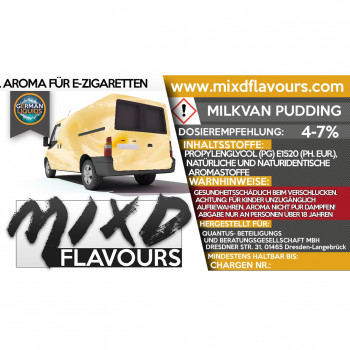 . AROMA FÜR E-ZIGARETTEN
GERMAN
LIQUIDS
MIXD
FLAVOURS
www.mixdflavours.com
MILKVAN PUDDING
DOSIEREMPFEHLUNG: 4-7%
INHALTSSTOFFE:
PROPYLENGLYCOL (PG) E1520 (PH. EUR.),
NATÜRLICHE UND NATURIDENTISCHE
AROMASTOFFE
WARNHINWEISE:
GESUNDHEITSSCHÄDLICH BEIM VERSCHLUCKEN.
ACHTUNG: FÜR KINDER UNZUGÄNGLICH
AUFBEWAHREN. AROMA NICHT PUR DAMPFEN!
ABGABE NUR AN PERSONEN ÜBER 18 JAHREN
HERGESTELLT FÜR:
QUANTUS- BETEILIGUNGS
UND BERATUNGSGESELLSCHAFT MBH
DRESDNER STR. 31, 01465 Dresden-Langebrück
MINDESTENS HALTBAR BIS:
CHARGEN NR.: